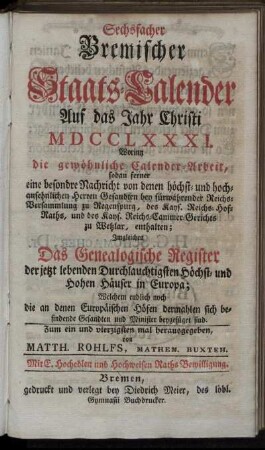 Sechsfacher
Bremischer
Staats-Calender
Auf das Jahr Christi
MDCCLXXXI.
Worinn
die gewöhnliche Calender-Arbeit,
sodan ferner
eine besondre Nachricht von denen höchst- und hoch-
ansehnlichen Herren Gesandten bey fürwährender Reichs-
Versammlung zu Regenspurg, des Kays. Reichs-Hof-
Raths, und des Kays. Reichs-Cammer-Gerichts
zu Wetzlar, enthalten;
Imgleichen
Das Genealogische Register
der jetzt lebenden Durchlauchtigsten Höchst- und
Hohen Häuser in Europa;
Welchem endlich noch
die an denen Europäischen Höfen dermahlen sich be-
findende Gesandten und Minister beygefüget sind.
Zum ein und vierzigsten mal herausgegeben,
von
MATTH. ROHLFS, MATHEM. BUXTEH.
Mit E. Hochedlen und Hochweisen Raths Bewilligung.
Bremen,
gedruckt und verlegt bey Diedrich Meier, des löbl.
Gymnasii Buchdrucker.